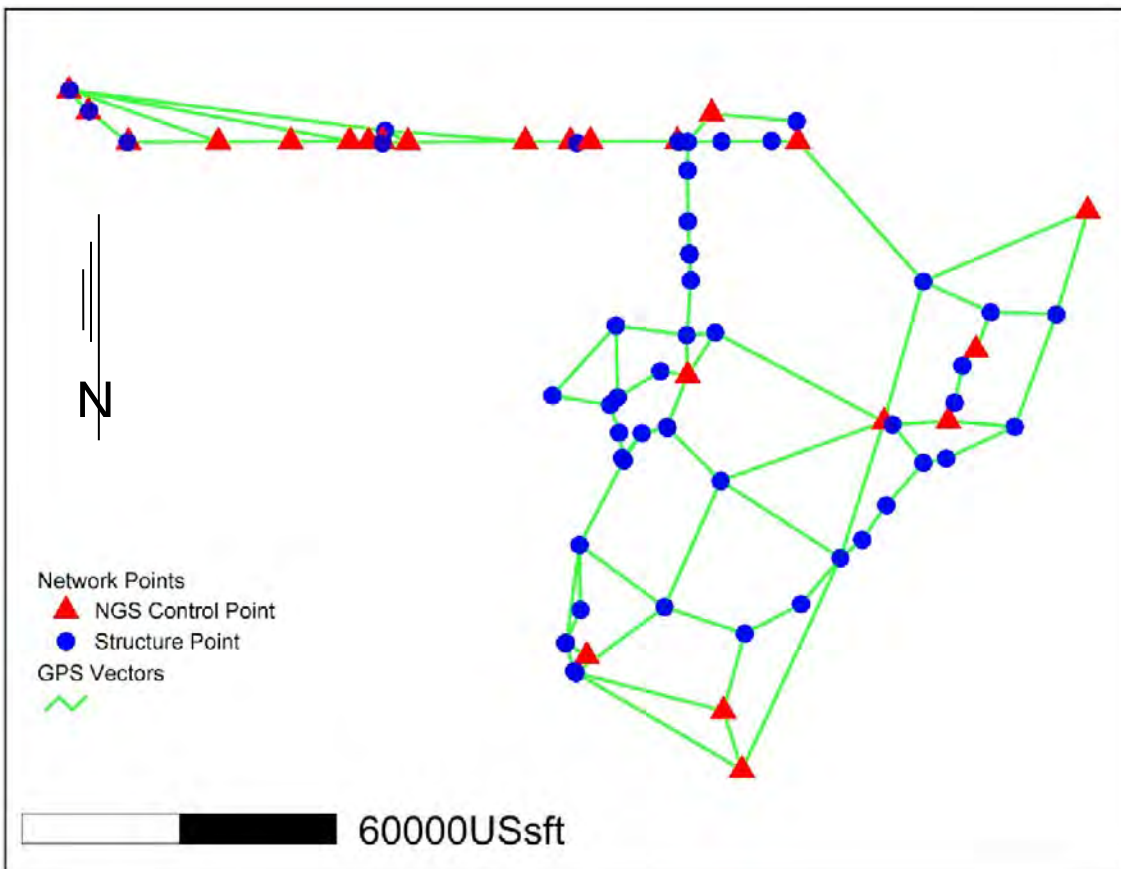 N
Network Points
NGS Control Point
Structure Point
GPS Vectors
60000USsft